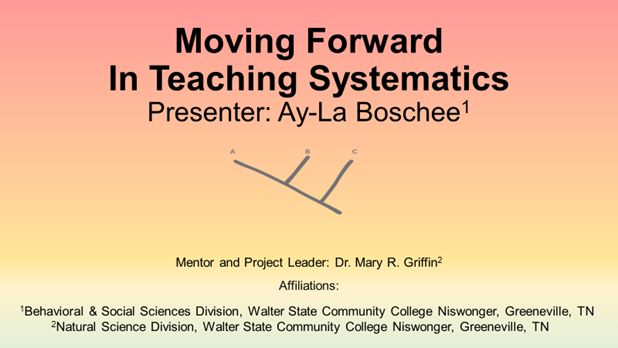 Moving Forward
In Teaching Systematics
Presenter: Ay-La Boschee¹
A B C
Mentor and Project Leader: Dr. Mary R. Griffin²
Affiliations:
¹Behavioral & Social Sciences Division, Walter State Community College Niswonger, Greeneville, TN
²Natural Science Division, Walter State Community College Niswonger, Greeneville, TN